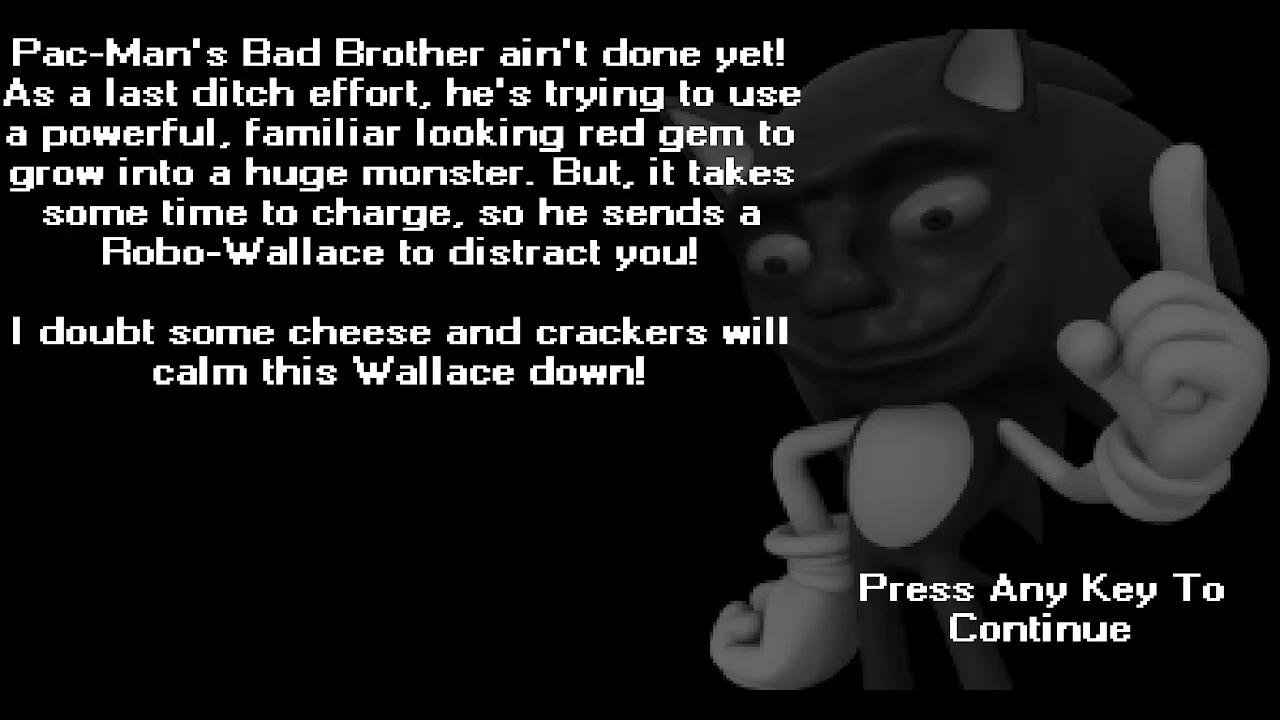 Pac-Man's Bad Brother ain't done yet!
As a last ditch effort, he's trying to use
a powerful, familiar looking red gem to
grow into a huge monster. But, it takes
some time to charge, so he sends a
Robo-Wallace to distract you!
I doubt some cheese and crackers will
calm this Wallace down!
Press Any Key To
Continue